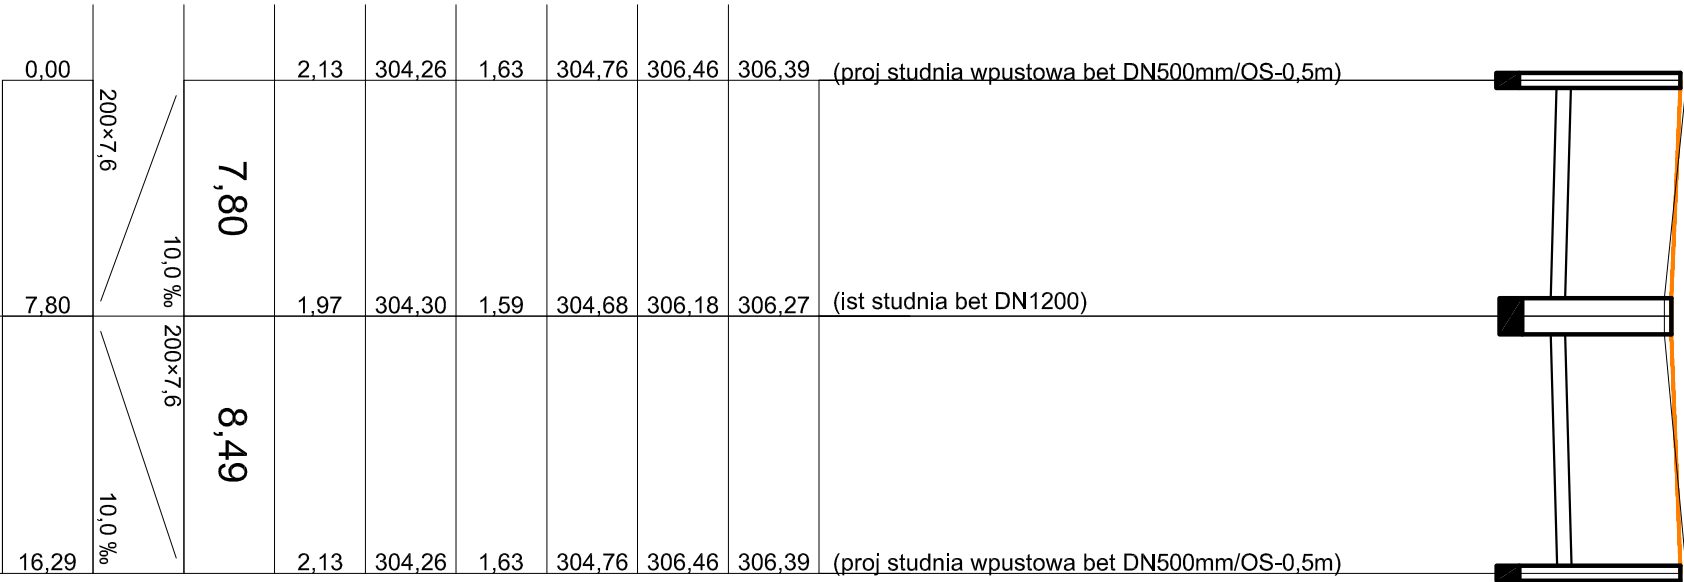 0,00 2,13 304,26 1,63 304,76 306,46 306,39 (proj studnia wpustowa bet DN500mm/OS-0,5m)
200×7,6
7,80
10,0 ‰
7,80 1,97 304,30 1,59 304,68 306,18 306,27 (ist studnia bet DN1200)
200×7,6
8,49
10,0 ‰
16,29 2,13 304,26 1,63 304,76 306,46 306,39 (proj studnia wpustowa bet DN500mm/OS-0,5m)